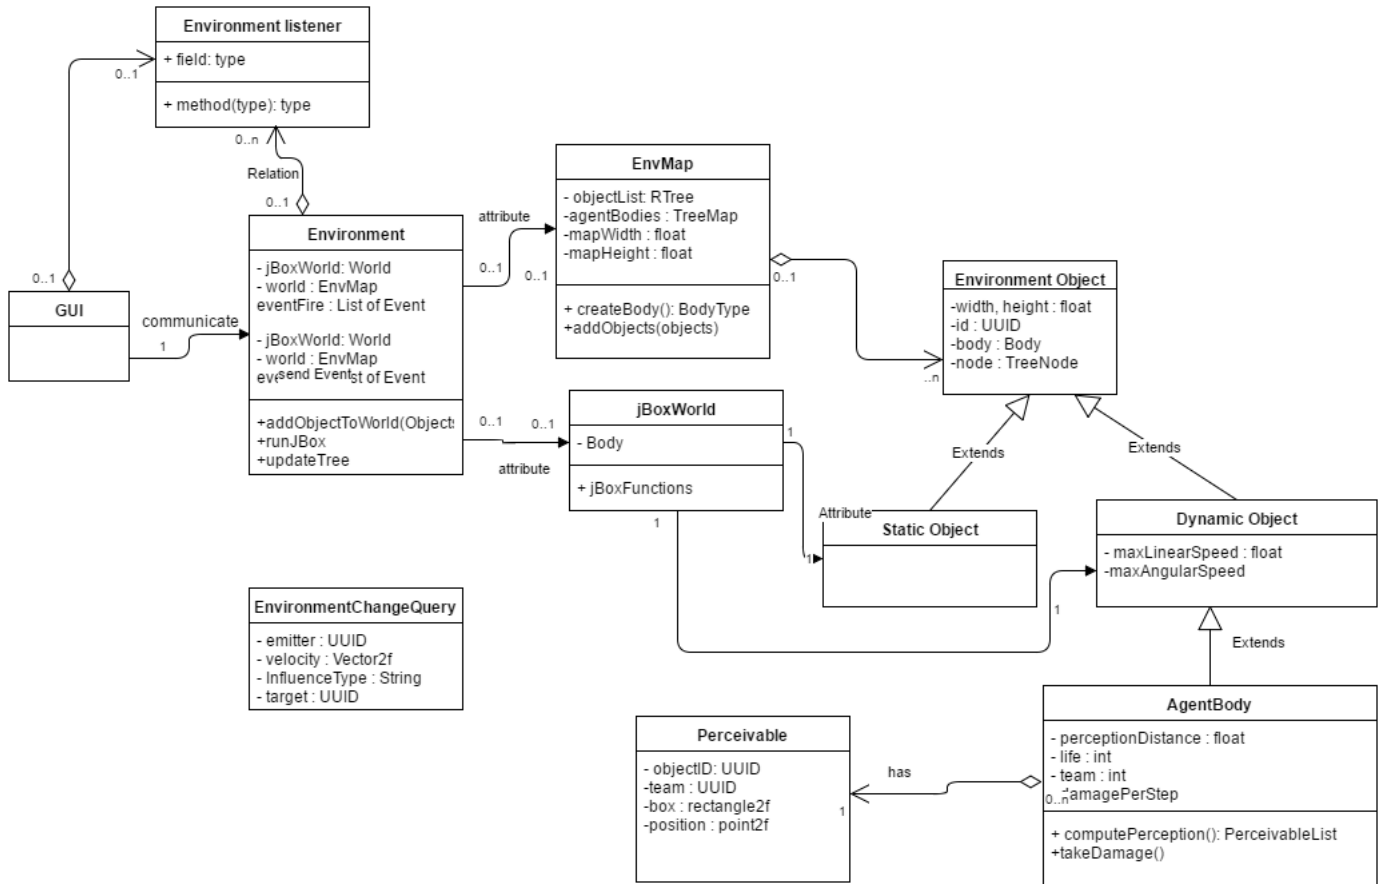 Environment listener
+ field: type
+ method(type): type
0..1
0..n
Relation
0..1
0..1
GUI
communicate
1
Environment
- jBoxWorld: World
- world : EnvMap
eventFire : List of Event
- jBoxWorld: World
- world : EnvMap
send Event
st of Event
+addObjectToWorld(Objects
+runJBox
+updateTree
attribute
0..1
0..1
EnvMap
- objectList: RTree
-agentBodies : TreeMap
-mapWidth : float
-mapHeight : float
+ createBody(): BodyType
+addObjects(objects)
0..1
..n
Environment Object
-width, height : float
-id : UUID
-body : Body
-node : TreeNode
0..1
0..1
attribute
jBoxWorld
- Body
+ jBoxFunctions
1
1
Extends
Extends
Attribute
1
Static Object
Dynamic Object
- maxLinearSpeed : float
-maxAngularSpeed
1
Extends
EnvironmentChangeQuery
- emitter : UUID
- velocity : Vector2f
- InfluenceType : String
- target : UUID
Perceivable
- objectID: UUID
-team : UUID
-box : rectangle2f
-position : point2f
1
has
0..n
AgentBody
- perceptionDistance : float
- life : int
- team : int
damagePerStep
+ computePerception(): PerceivableList
+takeDamage()